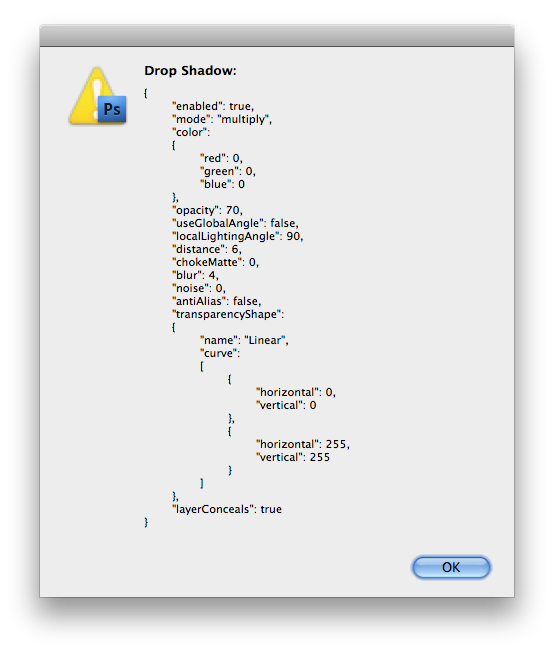 Drop Shadow:
Ps
{
"enabled": true,
"mode": "multiply",
"color":
{
"red": 0,
"green": 0,
"blue": 0
},
"opacity": 70,
"useGlobalAngle": false,
"localLightingAngle": 90,
"distance": 6,
"chokeMatte": 0,
"blur": 4,
"noise": 0,
"antiAlias": false,
"transparencyShape":
{
"name": "Linear",
"curve":
[
{
"horizontal": 0,
"vertical": 0
},
{
"horizontal": 255,
"vertical": 255
}
]
},
"layerConceals": true
}
OK